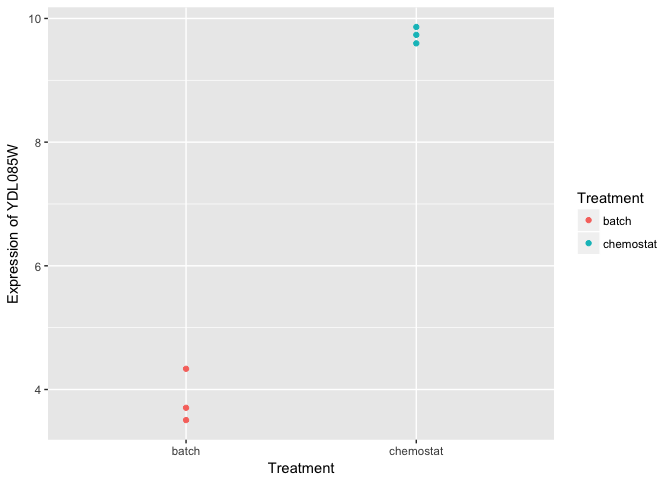 10
8
6
4
Expression of YDL085W
batch
chemostat
Treatment
Treatment
batch
chemostat